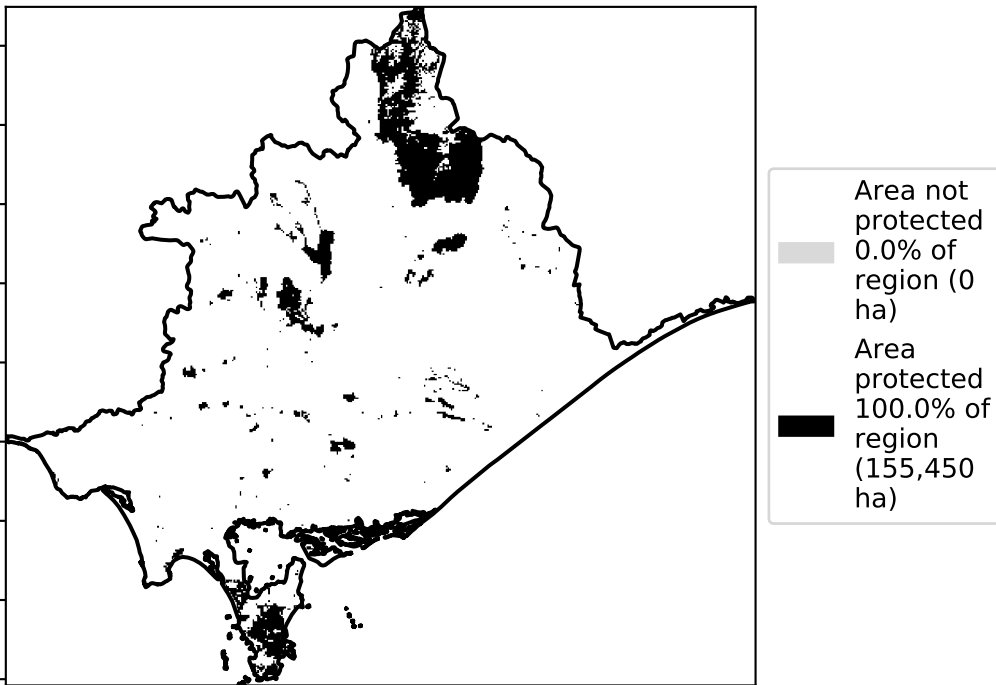 Area not
protected
0.0% of
region (0
ha)
Area
protected
100.0% of
region
(155,450
ha)